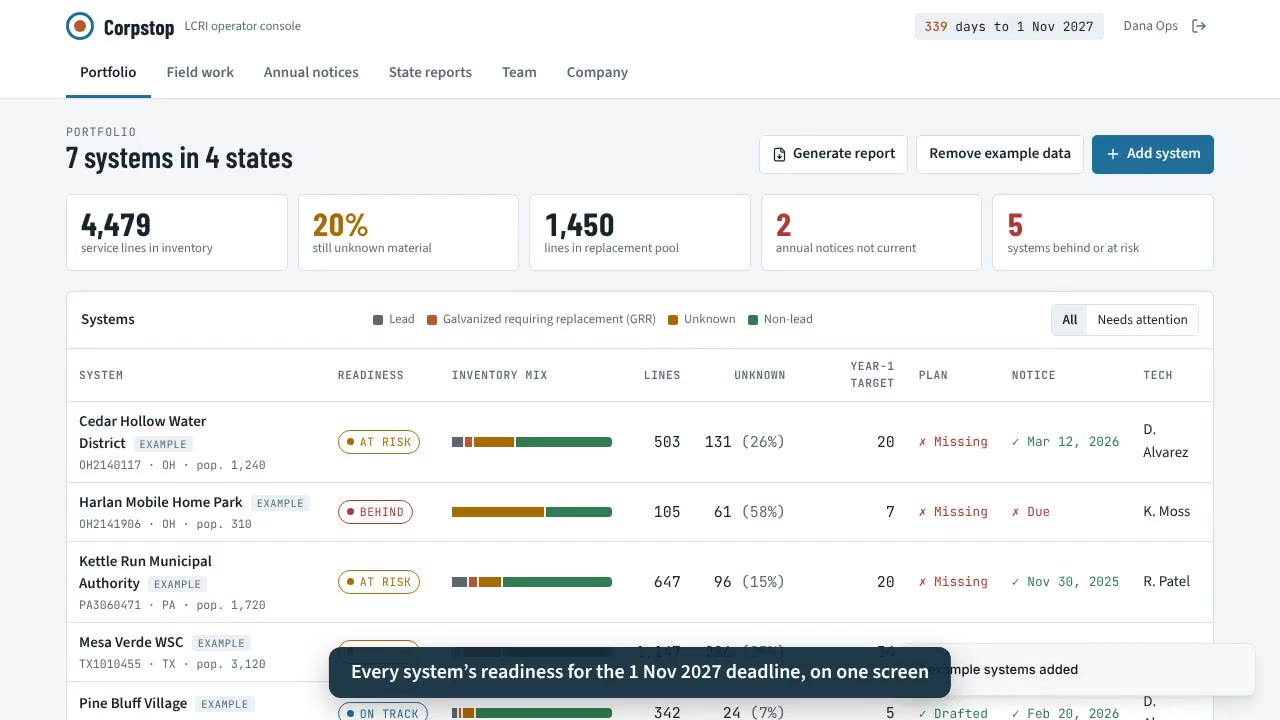 Corpstop LCRI operator console
339 days to 1 Nov 2027
Dana Ops
Portfolio
Field work
Annual notices
State reports
Team
Company
PORTFOLIO
7 systems in 4 states
Generate report
Remove example data
+ Add system
4,479
service lines in inventory
20%
still unknown material
1,450
lines in replacement pool
2
annual notices not current
5
systems behind or at risk
Systems
Lead
Galvanized requiring replacement (GRR)
Unknown
Non-lead
All
Needs attention
SYSTEM READINESS INVENTORY MIX LINES UNKNOWN YEAR-1 TARGET PLAN NOTICE TECH
Cedar Hollow Water
District EXAMPLE
OH2140117 · OH · pop. 1,240
AT RISK
503
131 (26%)
20
✗ Missing
✓ Mar 12, 2026
D.
Alvarez
Harlan Mobile Home Park EXAMPLE
OH2141906 · OH · pop. 310
BEHIND
105
61 (58%)
7
✗ Missing
✗ Due
K. Moss
Kettle Run Municipal
Authority EXAMPLE
PA3060471 · PA · pop. 1,720
AT RISK
647
96 (15%)
20
✗ Missing
✓ Nov 30, 2025
R. Patel
Mesa Verde WSC EXAMPLE
TX1010455 · TX · pop. 3,120
Every system's readiness for the 1 Nov 2027 deadline, on one screen
example systems added
Pine Bluff Village EXAMPLE
ON TRACK
342
24 (7%)
5
✓ Drafted
✓ Feb 20, 2026
D.